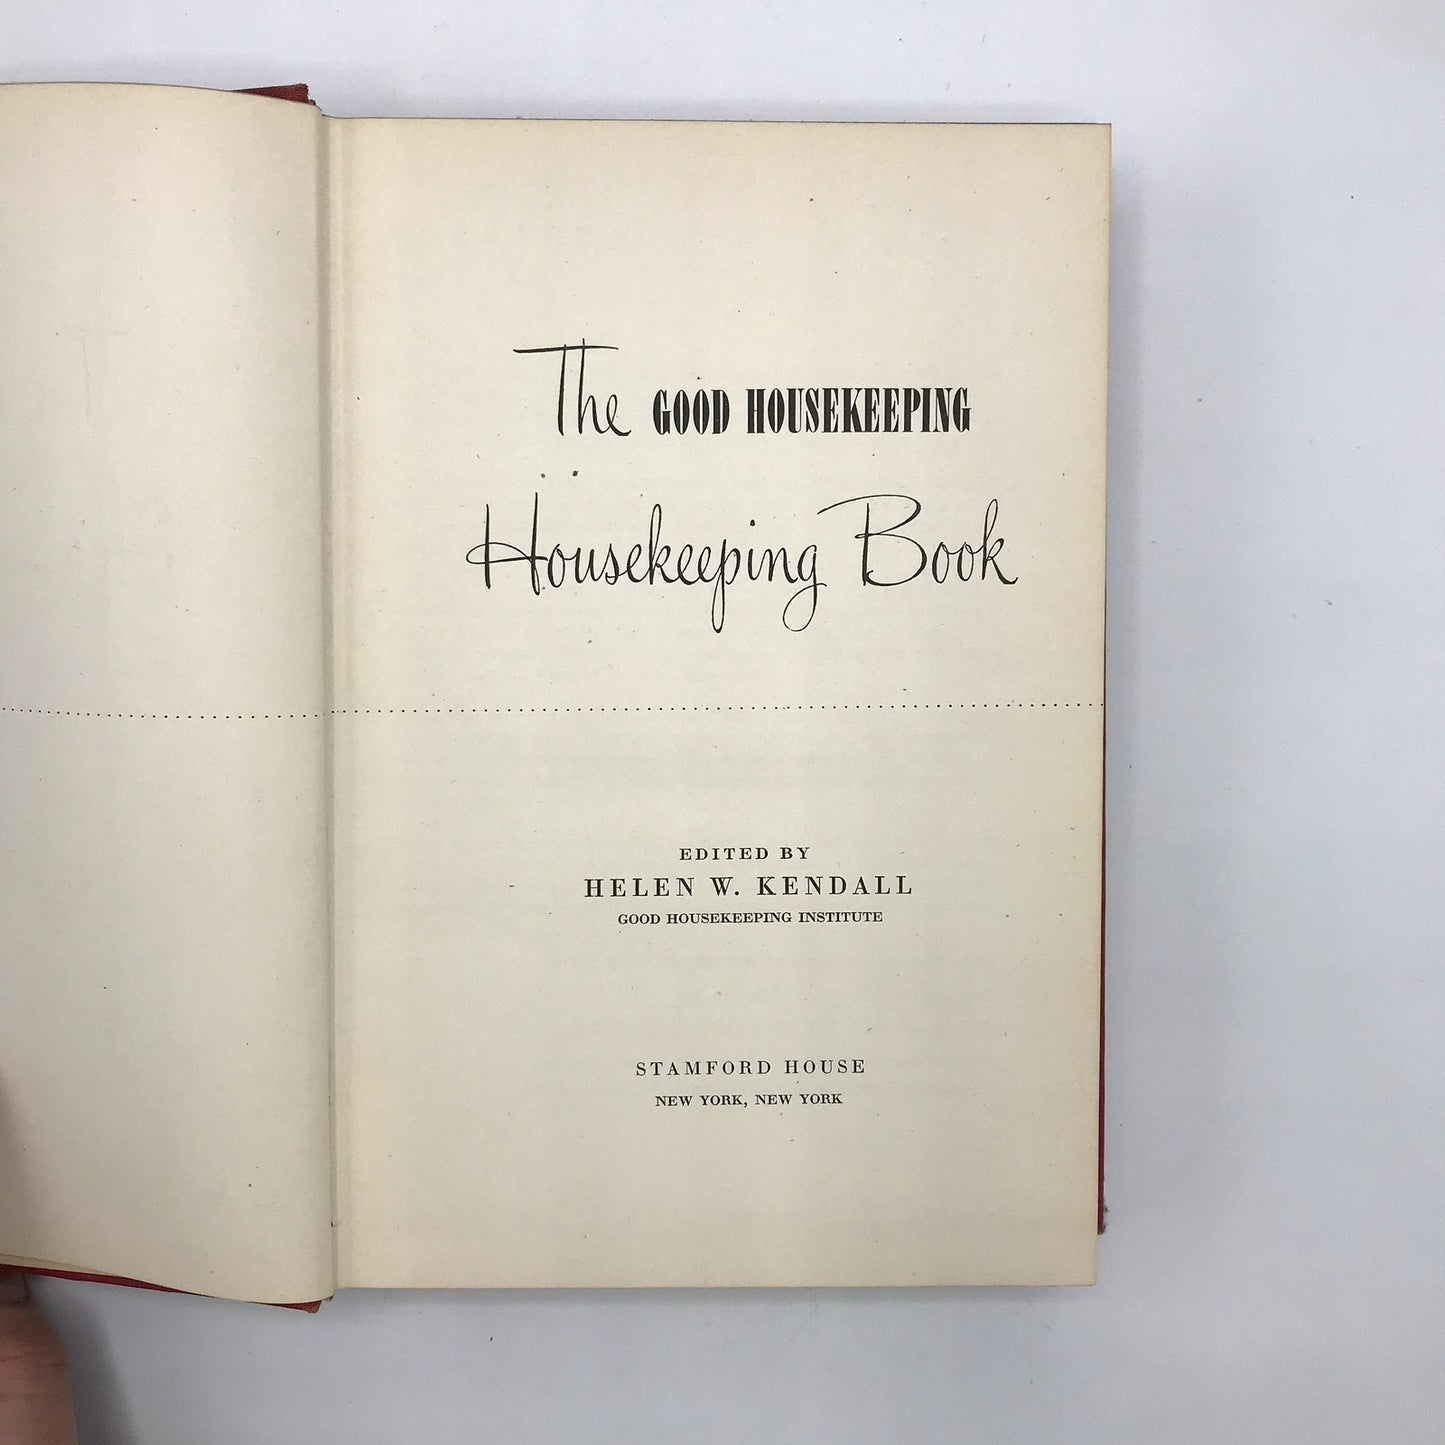 The GOOD HOUSEKEEPING
Housekeeping Book
EDITED BY
HELEN W. KENDALL
GOOD HOUSEKEEPING INSTITUTE
STAMFORD HOUSE
NEW YORK, NEW YORK